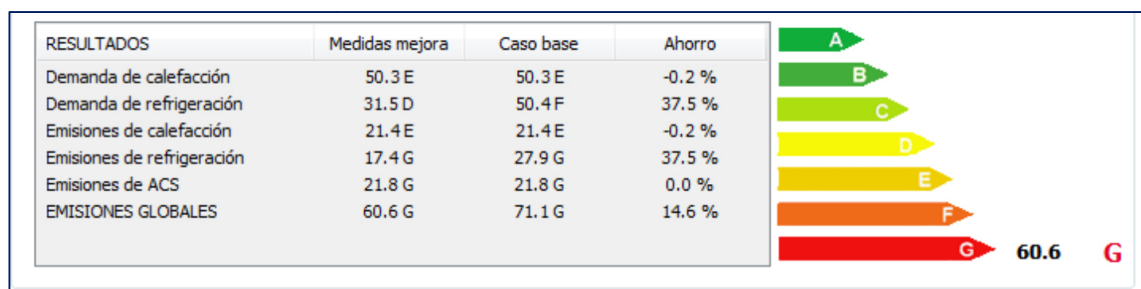 RESULTADOS Medidas mejora Caso base Ahorro
Demanda de calefacción 50.3 E 50.3 E -0.2 %
Demanda de refrigeración 31.5 D 50.4 F 37.5 %
Emisiones de calefacción 21.4 E 21.4 E -0.2 %
Emisiones de refrigeración 17.4 G 27.9 G 37.5 %
Emisiones de ACS 21.8 G 21.8 G 0.0 %
EMISIONES GLOBALES 60.6 G 71.1 G 14.6 %
A
B
C
D
E
F
G 60.6 G